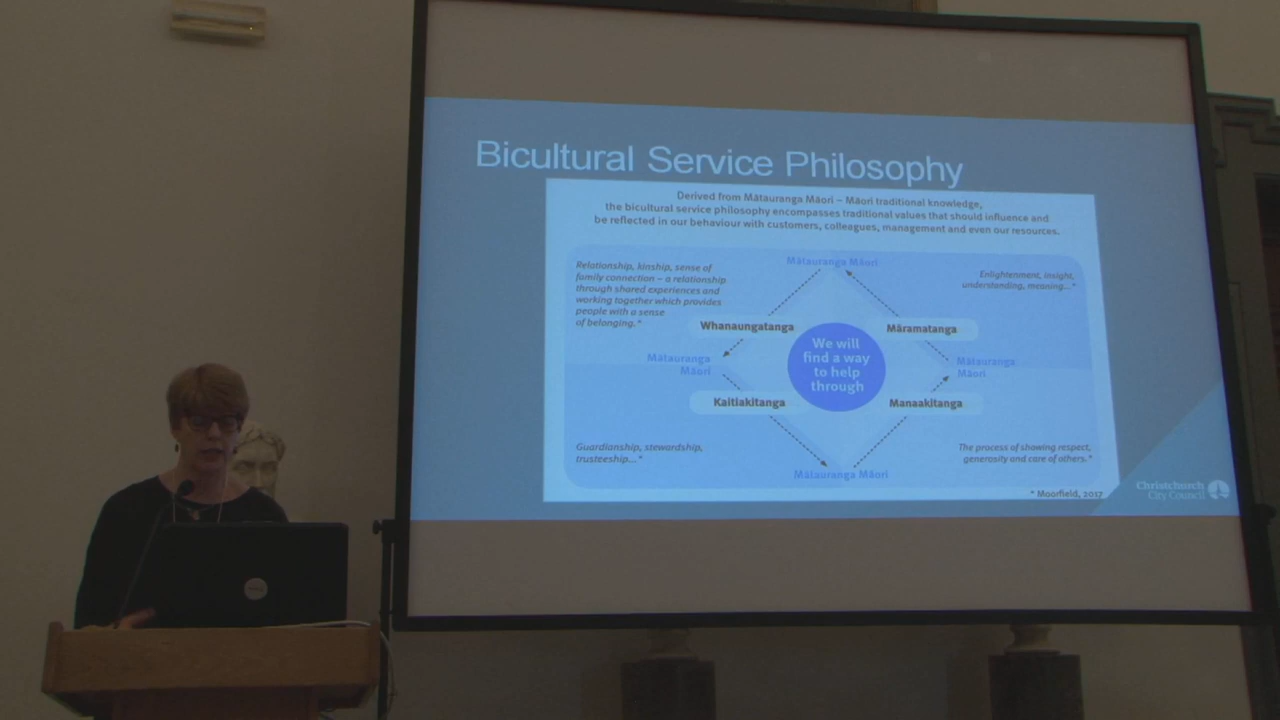 Bicultural Service Philosophy
Derived from Mātauranga Māori – Māori traditional knowledge,
the bicultural service philosophy encompasses traditional values that should influence and
be reflected in our behaviour with customers, colleagues, management and even our resources.
Mātauranga Māori
Relationship, kinship, sense of
family connection – a relationship
through shared experiences and
working together which provides
people with a sense
of belonging.*
Enlightenment, insight,
understanding, meaning...*
Whanaungatanga
Māramatanga
We will
find a way
to help
through
Mātauranga
Māori
Mātauranga
Māori
Kaitiakitanga
Manaakitanga
Guardianship, stewardship,
trusteeship...*
The process of showing respect,
generosity and care of others.*
Mātauranga Māori
* Moorfield, 2017
Christchurch
City Council